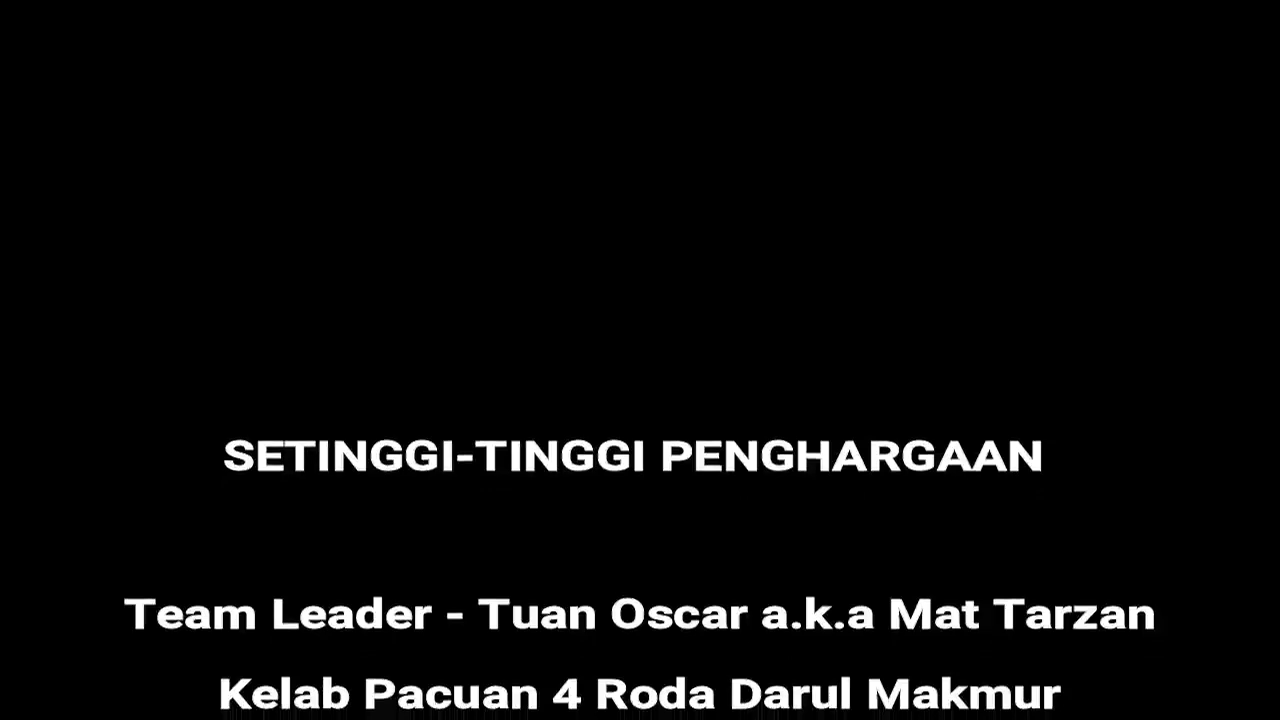 SETINGGI-TINGGI PENGHARGAAN
Team Leader - Tuan Oscar a.k.a Mat Tarzan
Kelab Pacuan 4 Roda Darul Makmur